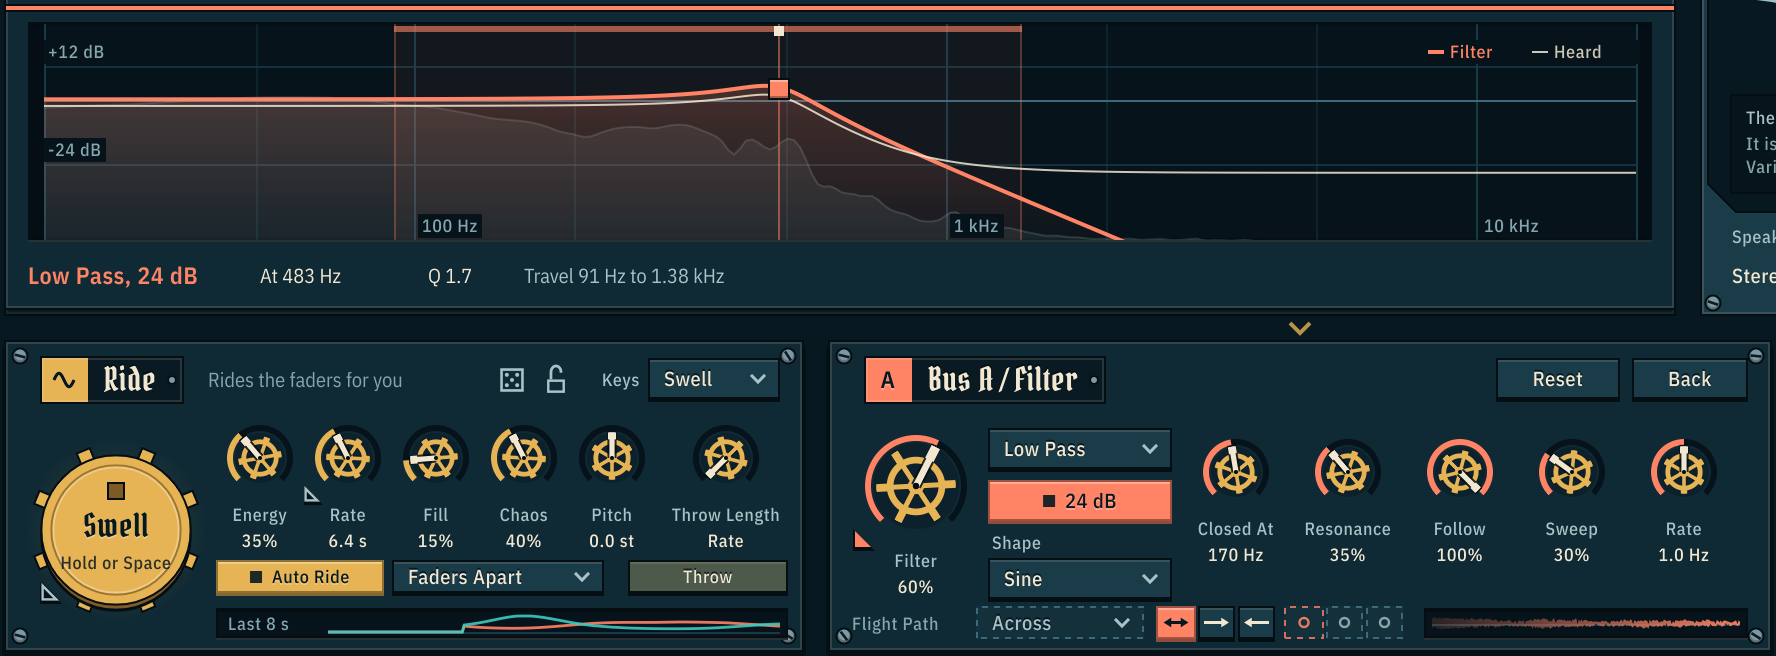 +12 dB
Filter
Heard
-24 dB
100 Hz
1 kHz
10 kHz
Low Pass, 24 dB
At 483 Hz
Q 1.7
Travel 91 Hz to 1.38 kHz
The
It is
Vari
Speak
Stere
Ride
Rides the faders for you
Keys
Swell
Swell
Hold or Space
Energy
35%
Rate
6.4 s
Fill
15%
Chaos
40%
Pitch
0.0 st
Throw Length
Rate
Auto Ride
Faders Apart
Throw
Last 8 s
A
Bus A / Filter
Reset
Back
Filter
60%
Low Pass
24 dB
Shape
Sine
Closed At
170 Hz
Resonance
35%
Follow
100%
Sweep
30%
Rate
1.0 Hz
Flight Path
Across